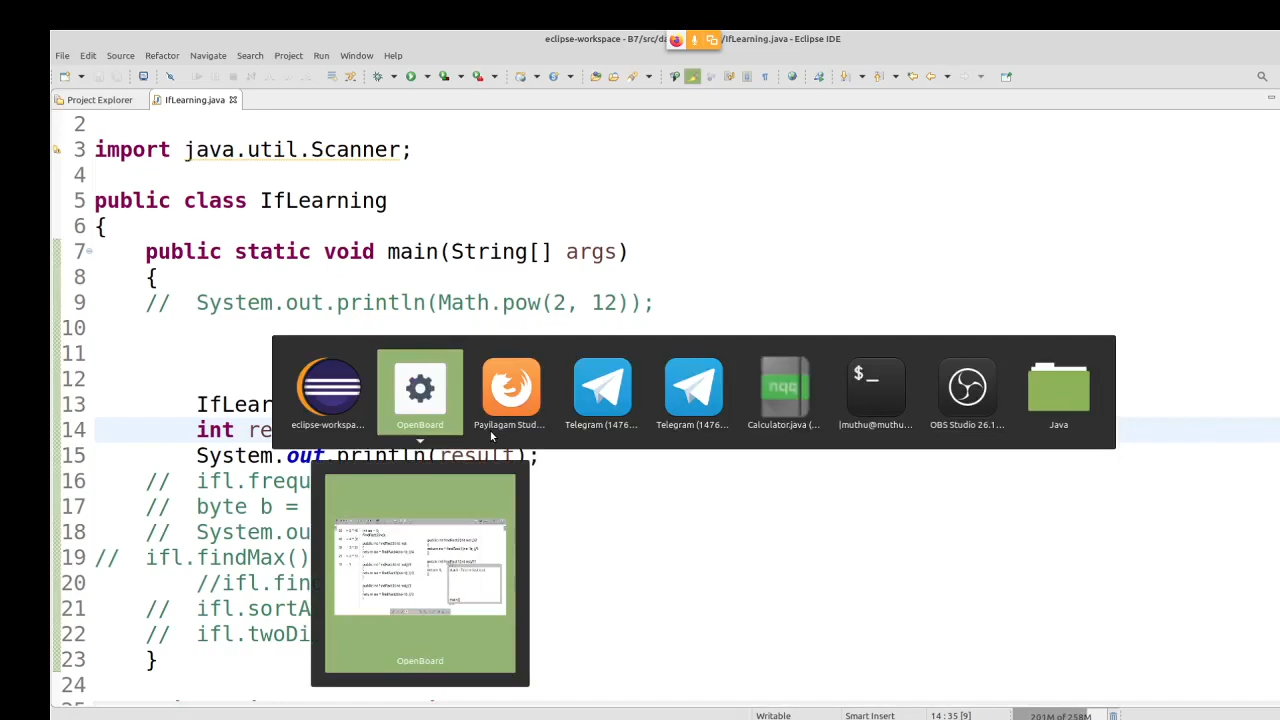 eclipse-workspace - B7/src/da
/IfLearning.java - Eclipse IDE
File Edit Source Refactor Navigate Search Project Run Window Help
Project Explorer
IfLearning.java
2
3 import java.util.Scanner;
4
5 public class IfLearning
6 {
7 public static void main(String[] args)
8 {
9 // System.out.println(Math.pow(2, 12));
10
11
12
13 IfLear
14 int re
15 System.out.println(result);
16 // ifl.frequ
17 // byte b =
18 // System.ou
19 // ifl.findMax()
20 //ifl.find
21 // ifl.sortA
22 // ifl.twoDi
23 }
24
eclipse-workspa...
OpenBoard
Payilagam Stud...
Telegram (1476...
Telegram (1476...
Calculator.java (...
|muthu@muthu...
OBS Studio 26.1...
Java
nqc
$_
OpenBoard
Writable
Smart Insert
14 : 35 [9]
201M of 258M